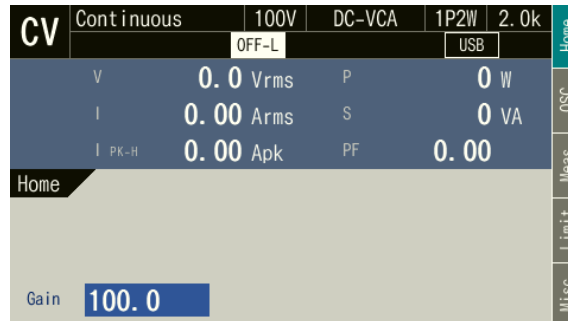 CV Continuous 100V DC-VCA 1P2W 2.0k
OFF-L USB
V 0.0 Vrms P 0 W
I 0.00 Arms S 0 VA
I PK-H 0.00 Apk PF 0.00
Home
Gain 100.0
Home
OSC
Meas
Limit
Misc